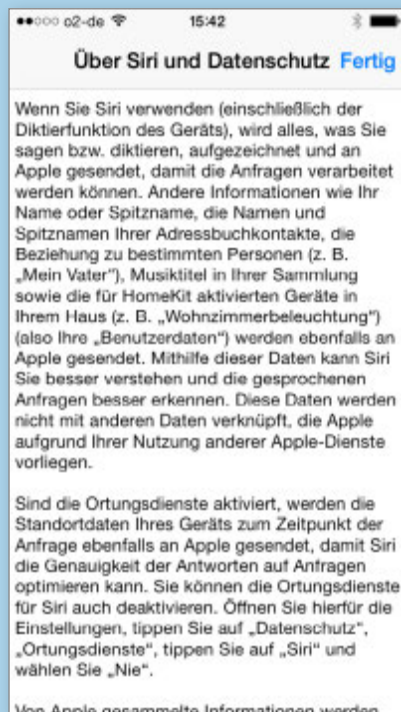 o2-de 15:42
Über Siri und Datenschutz Fertig
Wenn Sie Siri verwenden (einschließlich der
Diktierfunktion des Geräts), wird alles, was Sie
sagen bzw. diktieren, aufgezeichnet und an
Apple gesendet, damit die Anfragen verarbeitet
werden können. Andere Informationen wie Ihr
Name oder Spitzname, die Namen und
Spitznamen Ihrer Adressbuchkontakte, die
Beziehung zu bestimmten Personen (z. B.
„Mein Vater“), Musiktitel in Ihrer Sammlung
sowie die für HomeKit aktivierten Geräte in
Ihrem Haus (z. B. „Wohnzimmerbeleuchtung“)
(also Ihre „Benutzerdaten“) werden ebenfalls an
Apple gesendet. Mithilfe dieser Daten kann Siri
Sie besser verstehen und die gesprochenen
Anfragen besser erkennen. Diese Daten werden
nicht mit anderen Daten verknüpft, die Apple
aufgrund Ihrer Nutzung anderer Apple-Dienste
vorliegen.
Sind die Ortungsdienste aktiviert, werden die
Standortdaten Ihres Geräts zum Zeitpunkt der
Anfrage ebenfalls an Apple gesendet, damit Siri
die Genauigkeit der Antworten auf Anfragen
optimieren kann. Sie können die Ortungsdienste
für Siri auch deaktivieren. Öffnen Sie hierfür die
Einstellungen, tippen Sie auf „Datenschutz“,
„Ortungsdienste“, tippen Sie auf „Siri“ und
wählen Sie „Nie“.
Von Apple gesammelte Informationen werden